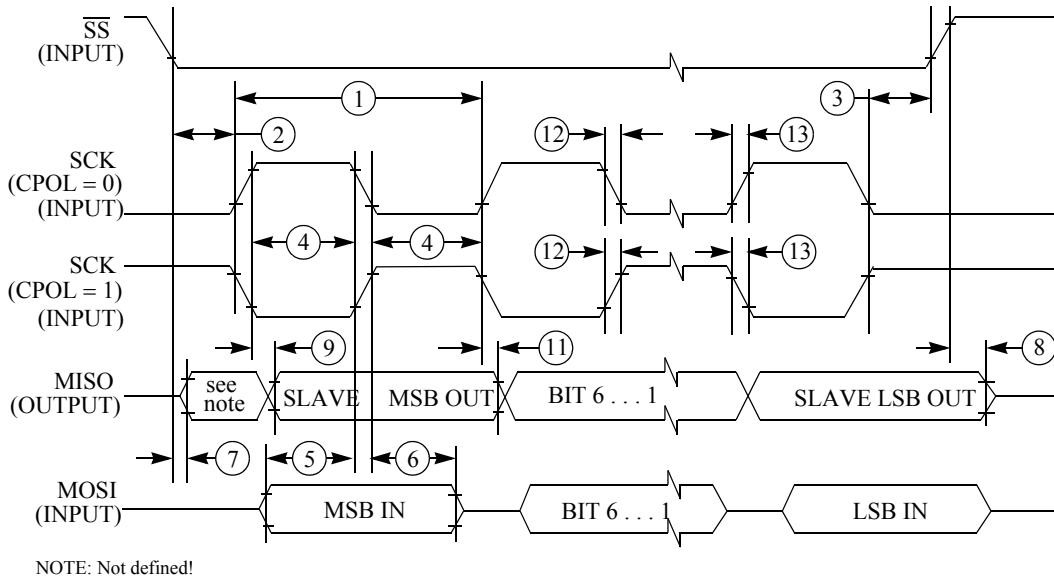 SS
(INPUT)
1
3
2
12
13
SCK
(CPOL = 0)
(INPUT)
4
4
SCK
(CPOL = 1)
(INPUT)
12
13
9
11
8
MISO
(OUTPUT)
see
note
SLAVE
MSB OUT
BIT 6 . . . 1
SLAVE LSB OUT
7
5
6
MOSI
(INPUT)
MSB IN
BIT 6 . . . 1
LSB IN
NOTE: Not defined!